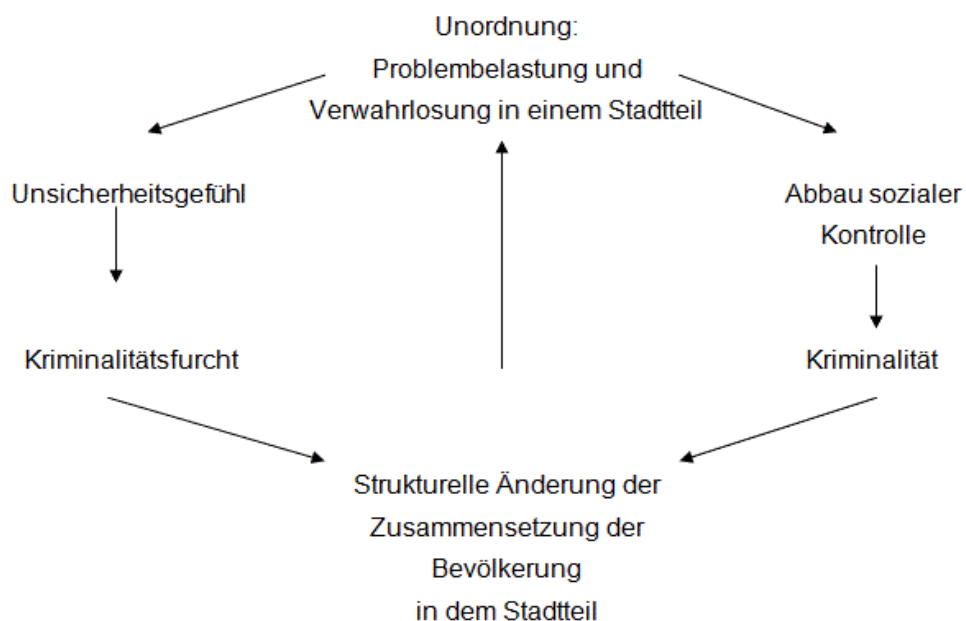 Unordnung:
Problembelastung und
Verwahrlosung in einem Stadtteil
Unsicherheitsgefühl
Abbau sozialer
Kontrolle
Kriminalitätsfurcht
Kriminalität
Strukturelle Änderung der
Zusammensetzung der
Bevölkerung
in dem Stadtteil